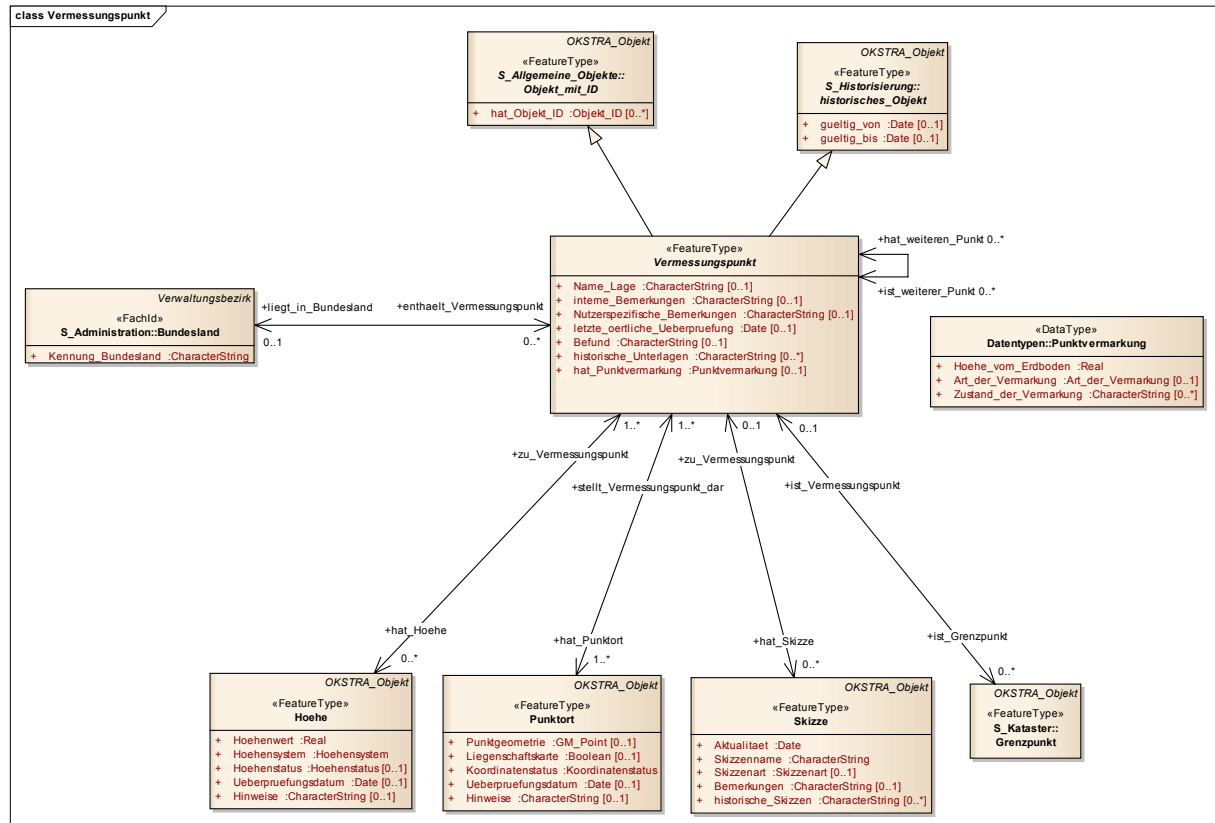 class Vermessungspunkt
OKSTRA_Objekt
«FeatureType»
S_Allgemeine_Objekte::
Objekt_mit_ID
+ hat_Objekt_ID :Objekt_ID [0..*]
OKSTRA_Objekt
«FeatureType»
S_Historisierung::
historisches_Objekt
+ gueltig_von :Date [0..1]
+ gueltig_bis :Date [0..1]
«FeatureType»
Vermessungspunkt
+ Name_Lage :CharacterString [0..1]
+ interne_Bemerkungen :CharacterString [0..1]
+ Nutzerspezifische_Bemerkungen :CharacterString [0..1]
+ letzte_oertliche_Ueberpruefung :Date [0..1]
+ Befund :CharacterString [0..1]
+ historische_Unterlagen :CharacterString [0..*]
+ hat_Punktvermarkung :Punktvermarkung [0..1]
+hat_weiteren_Punkt 0..*
+ist_weiterer_Punkt 0..*
Verwaltungsbezirk
«FachId»
S_Administration::Bundesland
+ Kennung_Bundesland :CharacterString
+liegt_in_Bundesland
0..1
+enthaelt_Vermessungspunkt
0..*
«DataType»
Datentypen::Punktvermarkung
+ Hoehe_vom_Erdboden :Real
+ Art_der_Vermarkung :Art_der_Vermarkung [0..1]
+ Zustand_der_Vermarkung :CharacterString [0..*]
1..*
+zu_Vermessungspunkt
1..*
+stellt_Vermessungspunkt_dar
0..1
+zu_Vermessungspunkt
0..1
+ist_Vermessungspunkt
+hat_Hoehe
0..*
+hat_Punktort
1..*
+hat_Skizze
0..*
+ist_Grenzpunkt
0..*
OKSTRA_Objekt
«FeatureType»
Hoehe
+ Hoehenwert :Real
+ Hoehensystem :Hoehensystem
+ Hoehenstatus :Hoehenstatus [0..1]
+ Ueberpruefungsdatum :Date [0..1]
+ Hinweise :CharacterString [0..1]
OKSTRA_Objekt
«FeatureType»
Punktort
+ Punktgeometrie :GM_Point [0..1]
+ Liegenschaftskarte :Boolean [0..1]
+ Koordinatenstatus :Koordinatenstatus
+ Ueberpruefungsdatum :Date [0..1]
+ Hinweise :CharacterString [0..1]
OKSTRA_Objekt
«FeatureType»
Skizze
+ Aktualitaet :Date
+ Skizzenname :CharacterString
+ Skizzenart :Skizzenart [0..1]
+ Bemerkungen :CharacterString [0..1]
+ historische_Skizzen :CharacterString [0..*]
OKSTRA_Objekt
«FeatureType»
S_Kataster::
Grenzpunkt